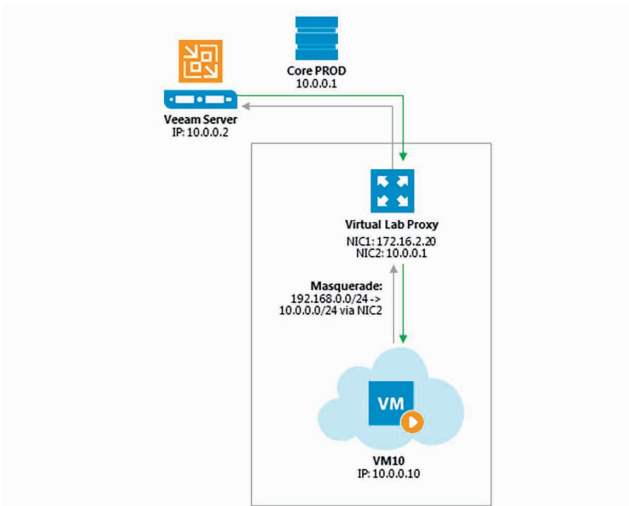 Core PROD
10.0.0.1
Veeam Server
IP: 10.0.0.2
Virtual Lab Proxy
NIC1: 172.16.2.20
NIC2: 10.0.0.1
Masquerade:
192.168.0.0/24 ->
10.0.0.0/24 via NIC2
VM
VM10
IP: 10.0.0.10